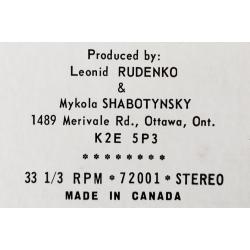 Produced by:
Leonid RUDENKO
&
Mykola SHABOTYNSKY
1489 Merivale Rd., Ottawa, Ont.
K2E 5P3
* * * * * * * *
33 1/3 RPM * 72001 * STEREO
MADE IN CANADA